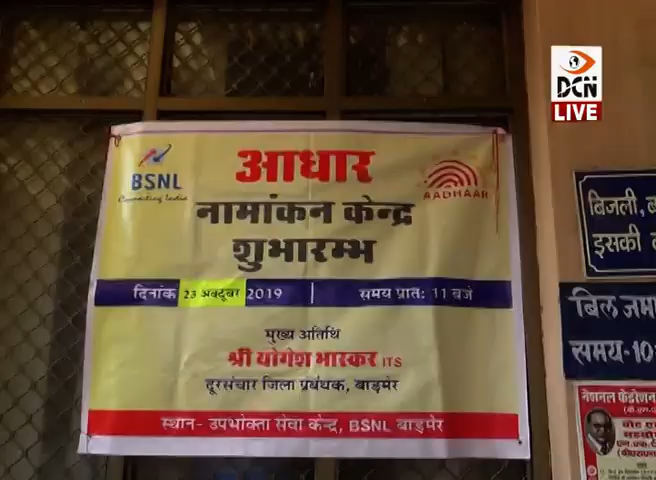 DCN
LIVE
BSNL
Connecting India
आधार
AADHAAR
नामांकन केन्द्र
शुभारम्भ
दिनांक 23 अक्टूबर 2019 | समय प्रातः 11 बजे
मुख्य अतिथि
श्री योगेश भास्कर ITS
दूरसंचार जिला प्रबंधक, बाड़मेर
स्थान- उपभोक्ता सेवा केन्द्र, BSNL बाड़मेर
बिजली,
इसकी
बिल जमा
समय-10
नेशनल फेडरेशन